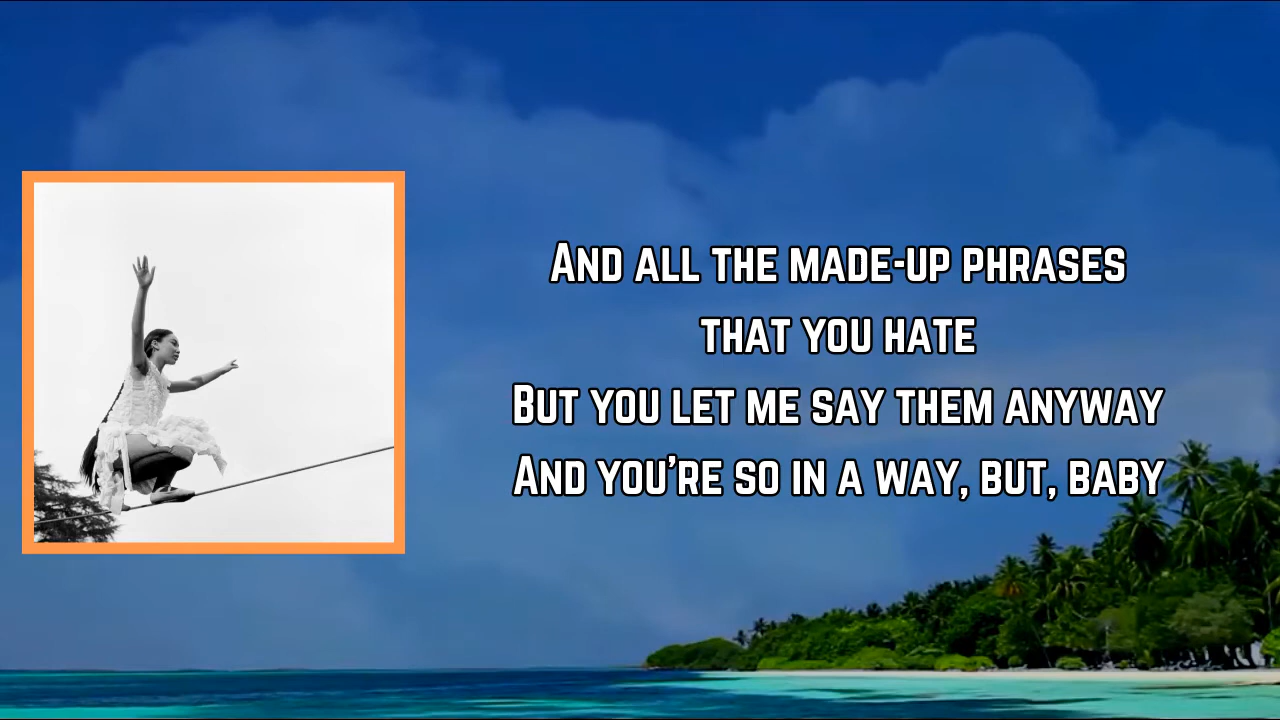 And all the made-up phrases
that you hate
But you let me say them anyway
And you're so in a way, but, baby